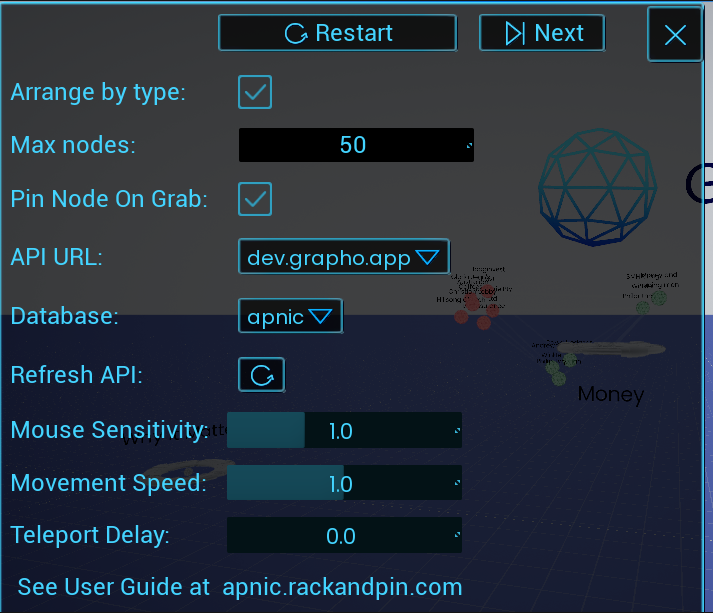 Restart
Next
Arrange by type:
Max nodes: 50
Pin Node On Grab:
API URL: dev.grapho.app
Database: apnic
Refresh API:
Mouse Sensitivity: 1.0
Movement Speed: 1.0
Teleport Delay: 0.0
Money
See User Guide at apnic.rackandpin.com